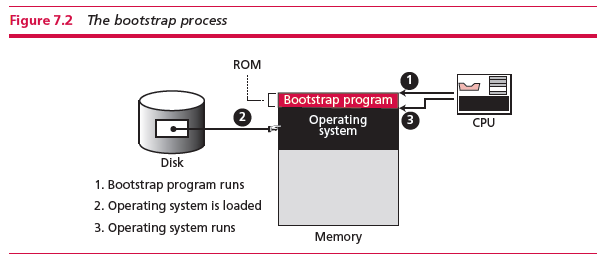 Figure 7.2 The bootstrap process
ROM
1
Bootstrap program
2
Operating
system
3
CPU
Disk
1. Bootstrap program runs
2. Operating system is loaded
3. Operating system runs
Memory